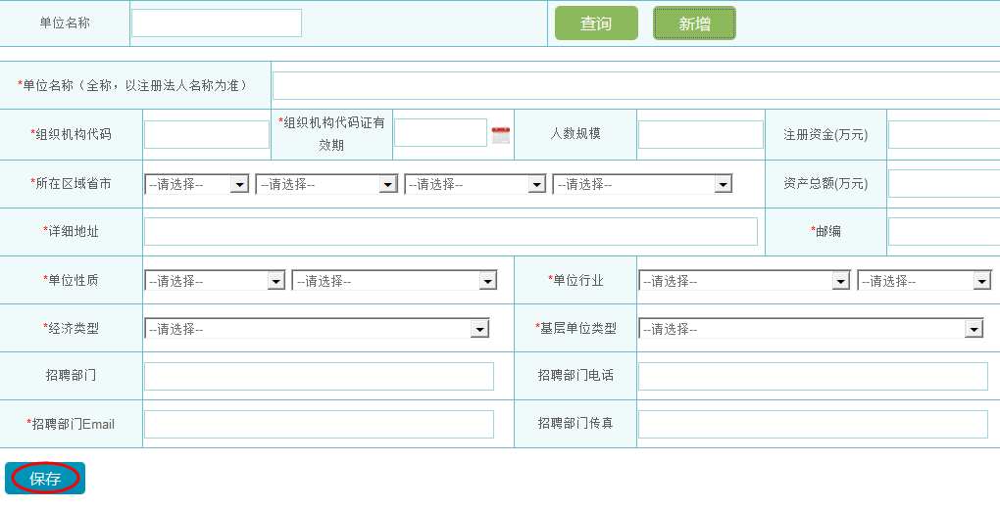 单位名称 查询 新增
*单位名称（全称，以注册法人名称为准）
*组织机构代码 *组织机构代码证有效期 人数规模 注册资金(万元)
*所在区域省市 --请选择-- --请选择-- --请选择-- --请选择-- 资产总额(万元)
*详细地址 *邮编
*单位性质 --请选择-- --请选择-- *单位行业 --请选择-- --请选择--
*经济类型 --请选择-- *基层单位类型 --请选择--
招聘部门 招聘部门电话
*招聘部门Email 招聘部门传真
保存